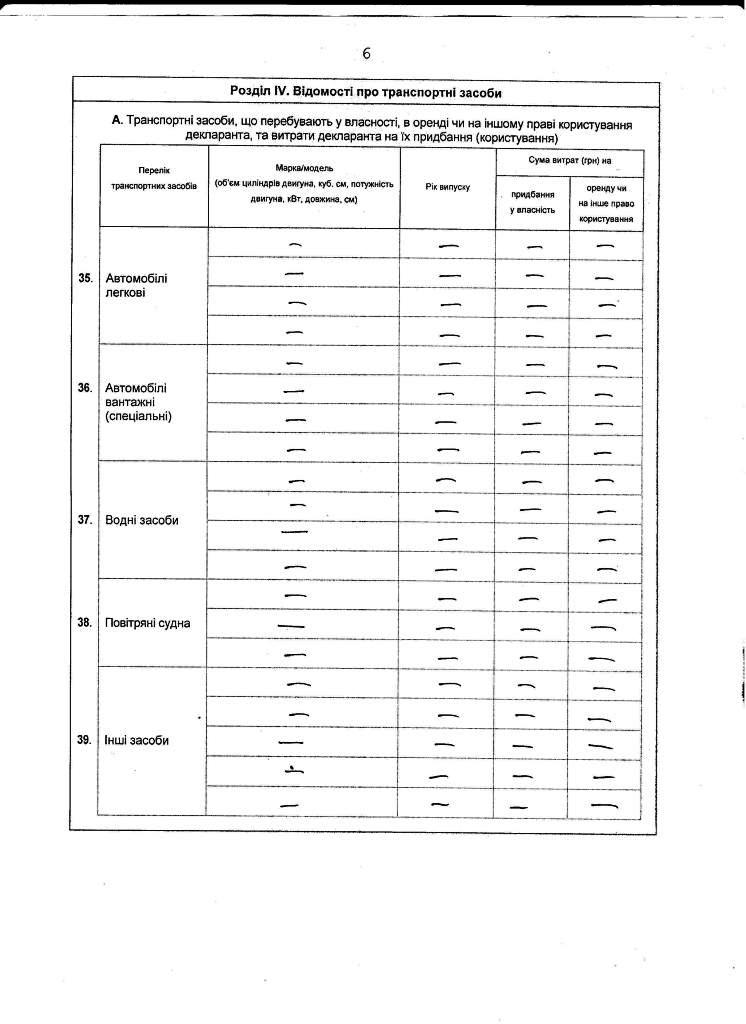 6
Розділ IV. Відомості про транспортні засоби
А. Транспортні засоби, що перебувають у власності, в оренді чи на іншому праві користування
декларанта, та витрати декларанта на їх придбання (користування)
Перелік
транспортних засобів
Марка/модель
(об'єм циліндрів двигуна, куб. см, потужність
двигуна, кВт, довжина, см)
Рік випуску
Сума витрат (грн) на
придбання
у власність
оренду чи
на інше право
користування
— — — —
35. Автомобілі — — — —
легкові — — — —
— — — —
— — — —
36. Автомобілі — — — —
вантажні
(спеціальні) — — — —
— — — —
— — — —
— — — —
37. Водні засоби — — — —
— — — —
— — — —
38. Повітряні судна — — — —
— — — —
— — — —
— — — —
39. Інші засоби — — — —
— — — —
— — — —